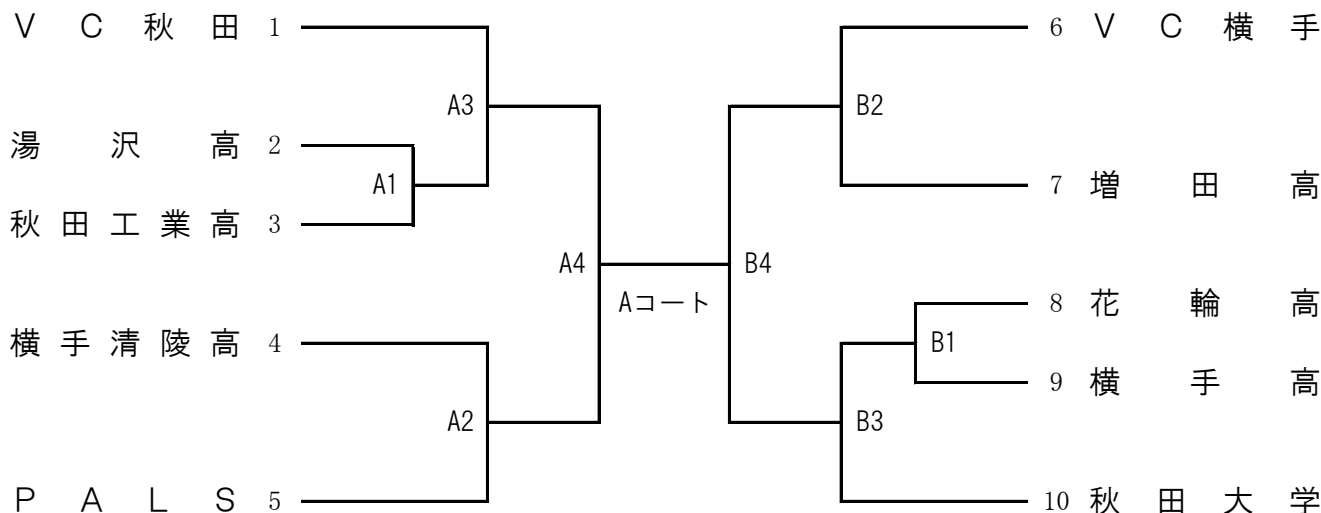 VC秋田 1
A3
湯沢高 2
A1
秋田工業高 3
A4
横手清陵高 4
A2
PALS 5
Aコート
6 VC横手
B2
7 増田高
B4
8 花輪高
B1
9 横手高
B3
10 秋田大学